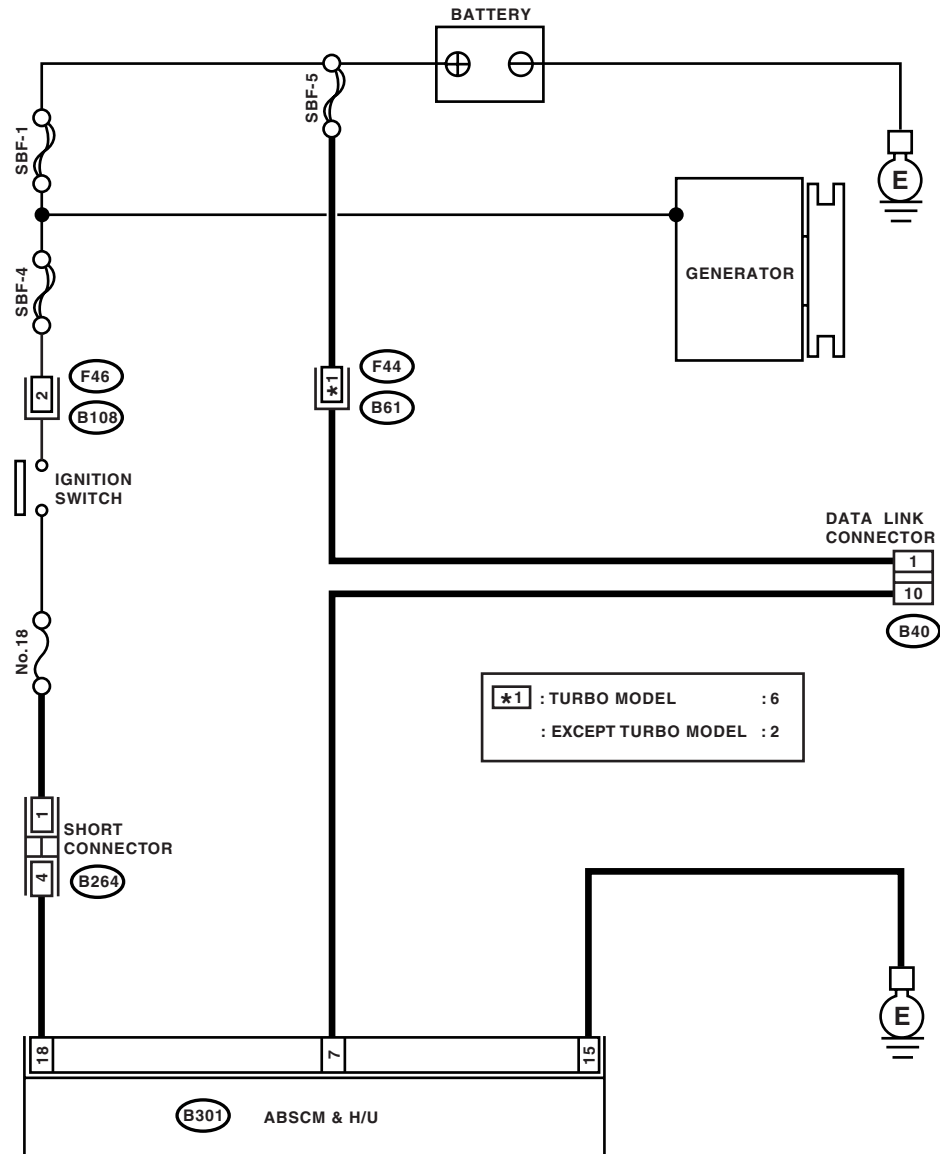 BATTERY
SBF-5
SBF-1
E
GENERATOR
SBF-4
F46
2
B108
F44
*1
B61
IGNITION
SWITCH
DATA LINK
CONNECTOR
1
10
B40
No.18
*1 : TURBO MODEL : 6
: EXCEPT TURBO MODEL : 2
1
SHORT
CONNECTOR
4
B264
E
18
7
15
B301
ABSCM & H/U